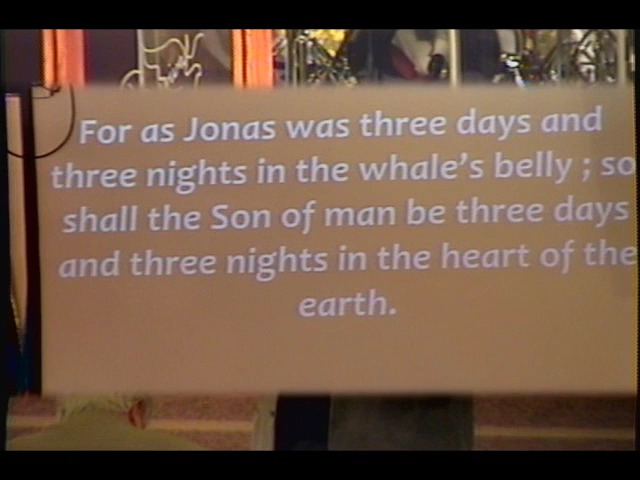 For as Jonas was three days and
three nights in the whale's belly ; so
shall the Son of man be three days
and three nights in the heart of the
earth.